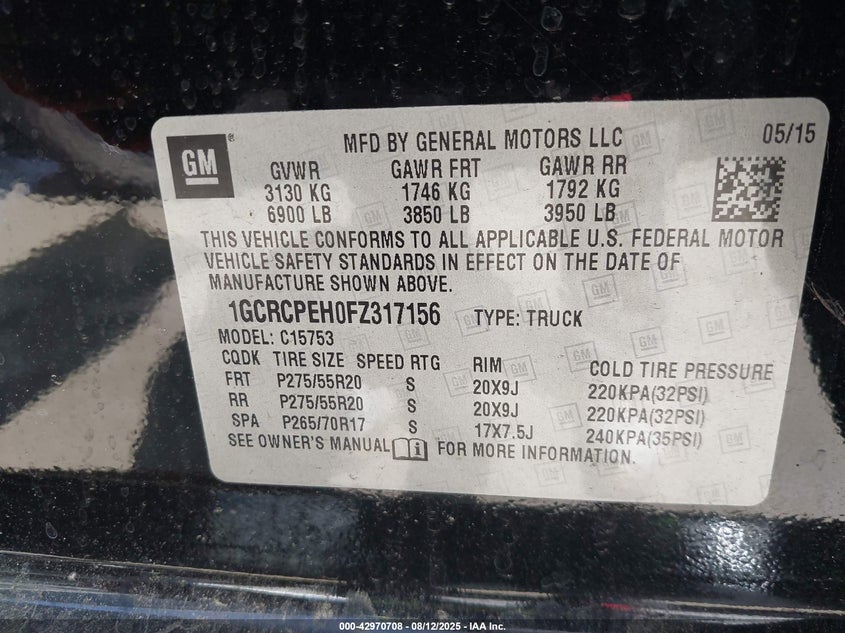 GM
®
MFD BY GENERAL MOTORS LLC
05/15
GVWR GAWR FRT GAWR RR
3130 KG 1746 KG 1792 KG
6900 LB 3850 LB 3950 LB
THIS VEHICLE CONFORMS TO ALL APPLICABLE U.S. FEDERAL MOTOR
VEHICLE SAFETY STANDARDS IN EFFECT ON THE DATE OF
MANUFACTURE SHOWN ABOVE.
1GCRCPEH0FZ317156 TYPE: TRUCK
MODEL: C15753
CQDK TIRE SIZE SPEED RTG RIM COLD TIRE PRESSURE
FRT P275/55R20 S 20X9J 220KPA(32PSI)
RR P275/55R20 S 20X9J 220KPA(32PSI)
SPA P265/70R17 S 17X7.5J 240KPA(35PSI)
SEE OWNER'S MANUAL FOR MORE INFORMATION.
000-42970708 - 08/12/2025 - IAA Inc.